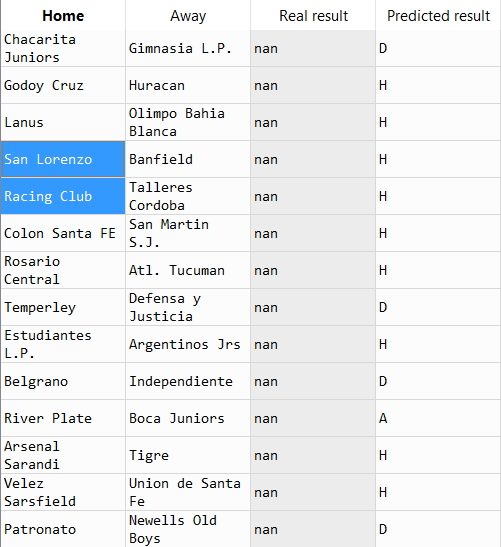 Home Away Real result Predicted result
Chacarita Juniors Gimnasia L.P. nan D
Godoy Cruz Huracan nan H
Lanus Olimpo Bahia Blanca nan H
San Lorenzo Banfield nan H
Racing Club Talleres Cordoba nan H
Colon Santa FE San Martin S.J. nan H
Rosario Central Atl. Tucuman nan H
Temperley Defensa y Justicia nan D
Estudiantes L.P. Argentinos Jrs nan H
Belgrano Independiente nan D
River Plate Boca Juniors nan A
Arsenal Sarandi Tigre nan H
Velez Sarsfield Union de Santa Fe nan H
Patronato Newells Old Boys nan D